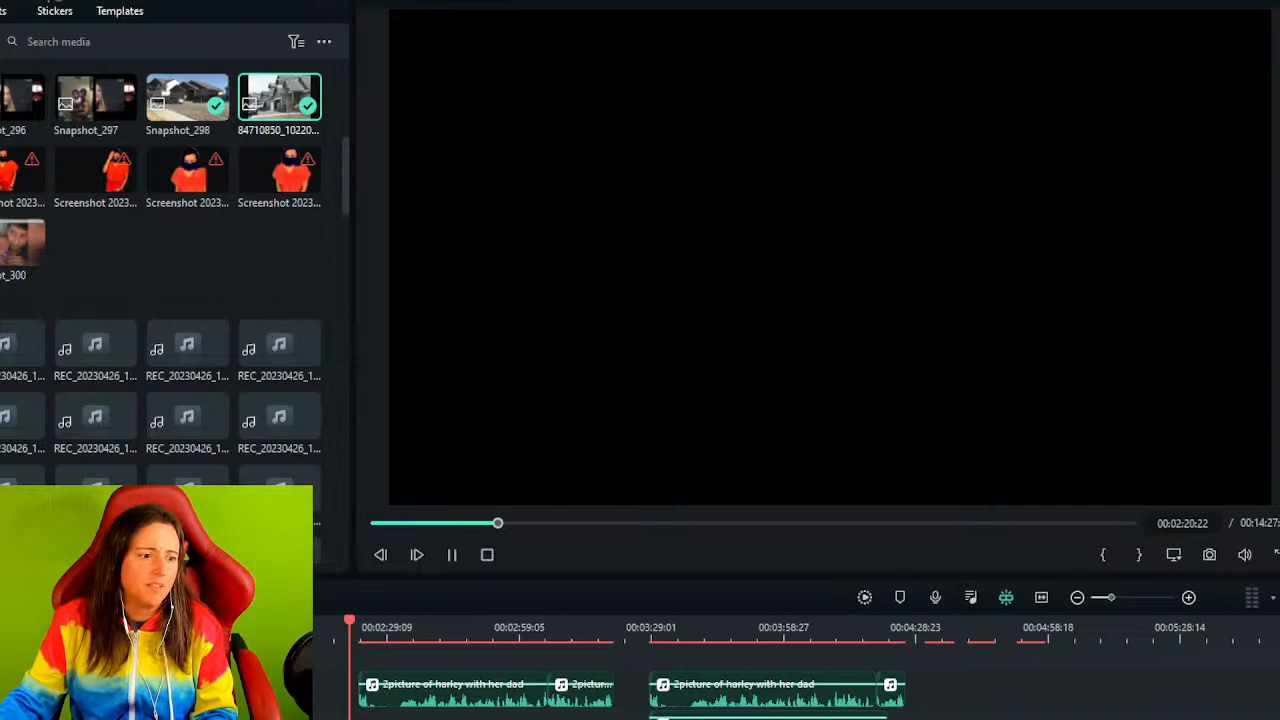 ts Stickers Templates
Search media
ot_296 Snapshot_297 Snapshot_298 84710850_10220...
hot 2023... Screenshot 2023... Screenshot 2023... Screenshot 2023...
ot_300
30426_1... REC_20230426_1... REC_20230426_1... REC_20230426_1...
30426_1... REC_20230426_1... REC_20230426_1... REC_20230426_1...
00:02:20:22 / 00:14:27:
{ }
00:02:29:09 00:02:59:05 00:03:29:01 00:03:58:27 00:04:28:23 00:04:58:18 00:05:28:14
2picture of harley with her dad 2pictur... 2picture of harley with her dad